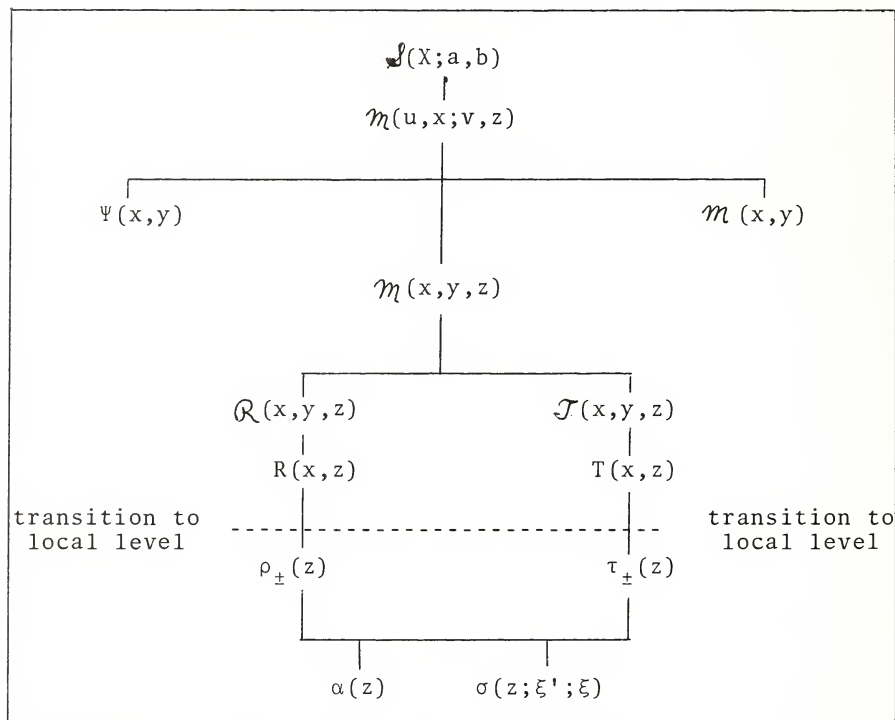 𝒮(X;a,b)
𝓜(u,x;v,z)
Ψ(x,y) 𝓜(x,y)
𝓜(x,y,z)
𝓡(x,y,z) 𝓣(x,y,z)
R(x,z) T(x,z)
transition to local level
transition to local level
ρ±(z) τ±(z)
α(z) σ(z;ξ';ξ)